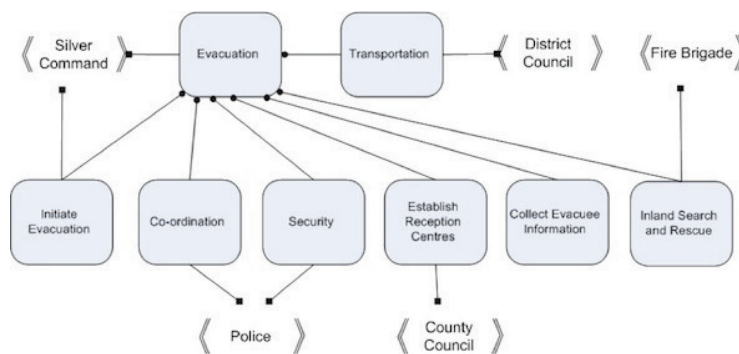 Silver
Command
Evacuation
Transportation
District
Council
Fire Brigade
Initiate
Evacuation
Co-ordination
Security
Establish
Reception
Centres
Collect Evacuee
Information
Inland Search
and Rescue
Police
County
Council